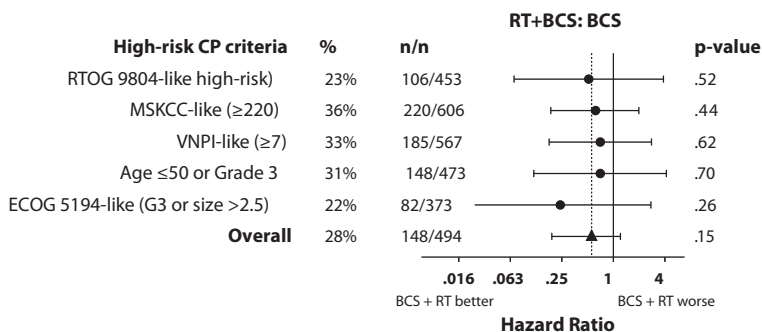 RT+BCS: BCS
High-risk CP criteria % n/n p-value
RTOG 9804-like high-risk) 23% 106/453 .52
MSKCC-like (≥220) 36% 220/606 .44
VNPI-like (≥7) 33% 185/567 .62
Age ≤50 or Grade 3 31% 148/473 .70
ECOG 5194-like (G3 or size >2.5) 22% 82/373 .26
Overall 28% 148/494 .15
.016 .063 .25 1 4
BCS + RT better BCS + RT worse
Hazard Ratio